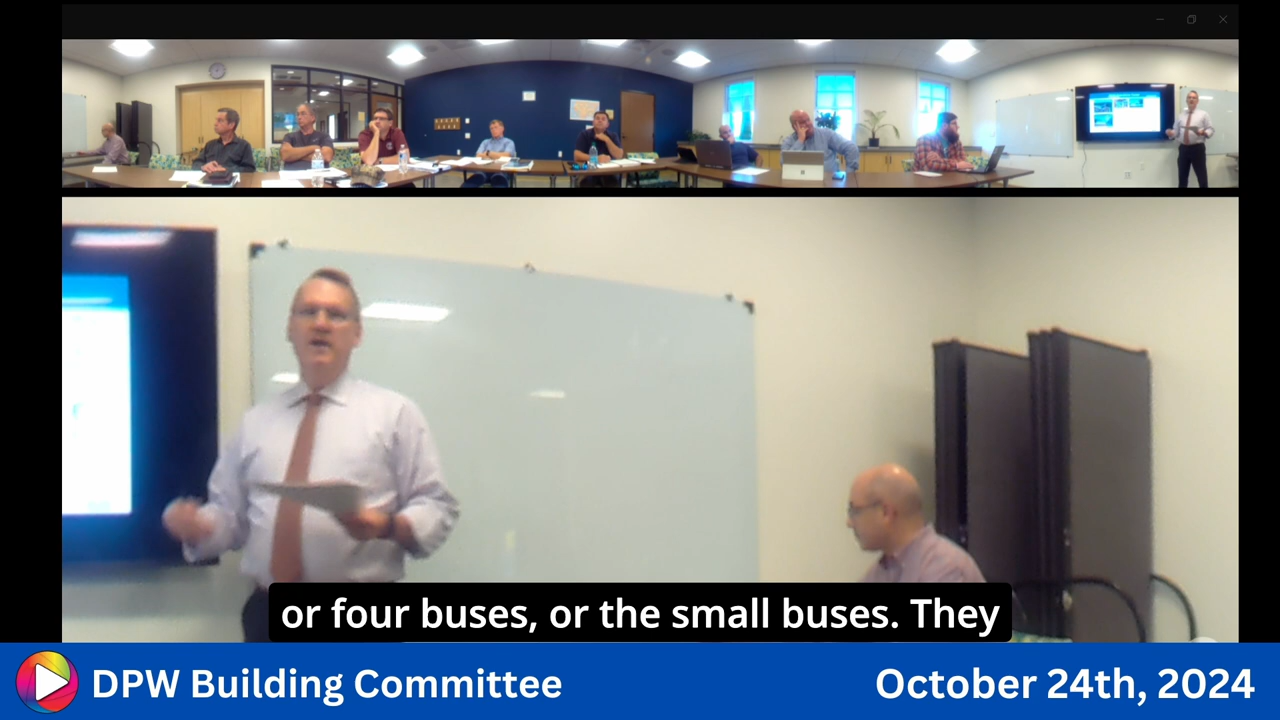 or four buses, or the small buses. They
DPW Building Committee
October 24th, 2024